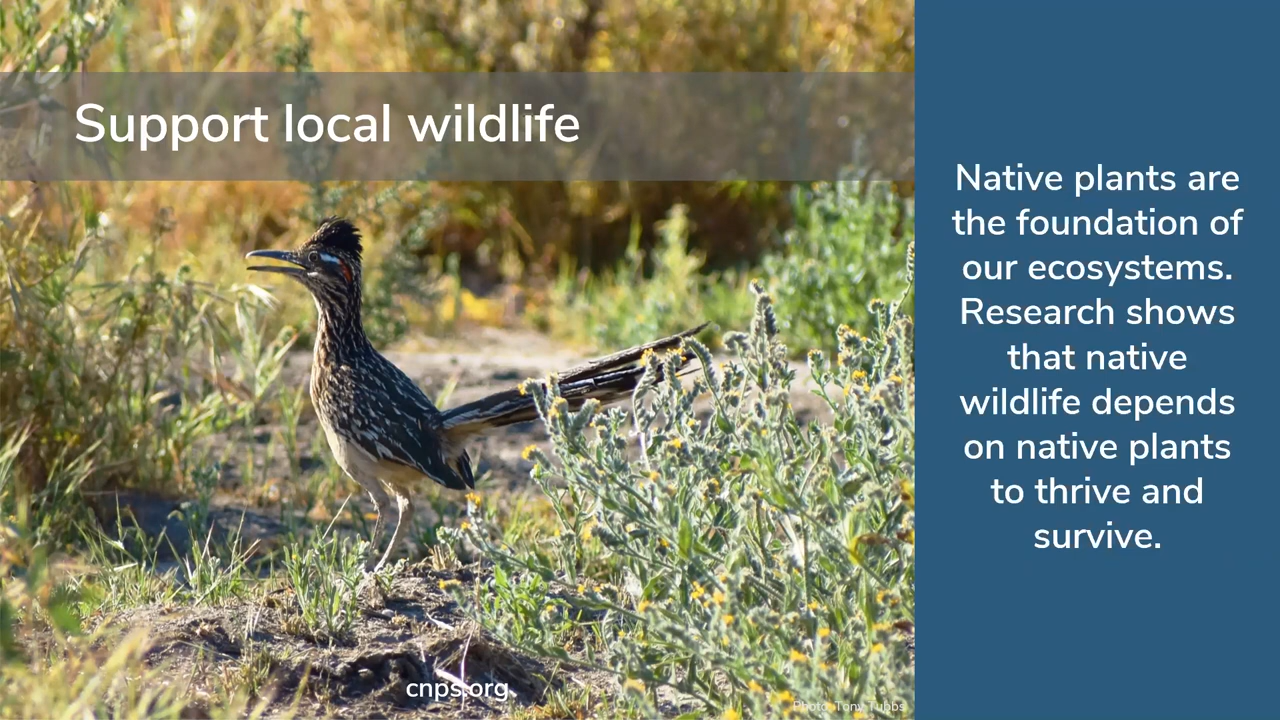 Support local wildlife
Native plants are
the foundation of
our ecosystems.
Research shows
that native
wildlife depends
on native plants
to thrive and
survive.
cnps.org
Photo: Tony Tubbs